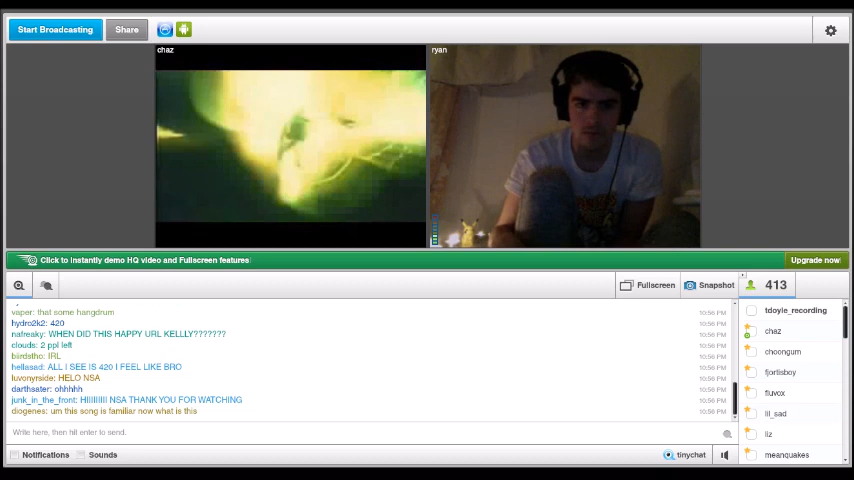 Start Broadcasting
Share
chaz
ryan
Click to instantly demo HQ video and Fullscreen features!
Upgrade now!
Fullscreen
Snapshot
413
vaper: that some hangdrum
10:56 PM
hydro2k2: 420
10:56 PM
nafreaky: WHEN DID THIS HAPPY URL KELLLY???????
10:56 PM
clouds: 2 ppl left
10:56 PM
birdstho: IRL
10:56 PM
hellasad: ALL I SEE IS 420 I FEEL LIKE BRO
10:56 PM
luvonyrside: HELO NSA
10:56 PM
darthsater: ohhhhh
10:56 PM
junk_in_the_front: HIIIIIIIII NSA THANK YOU FOR WATCHING
10:56 PM
diogenes: um this song is familiar now what is this
10:56 PM
Write here, then hit enter to send.
Notifications
Sounds
tinychat
tdoyle_recording
chaz
choongum
fjortisboy
fluvox
lil_sad
liz
meanquakes